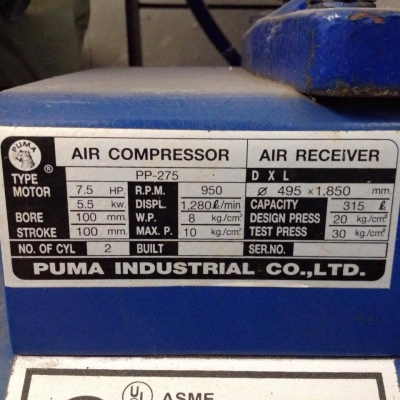 PUMA ®
AIR COMPRESSOR AIR RECEIVER
TYPE PP-275 D X L
MOTOR 7.5 HP. R.P.M. 950 Ø 495 × 1,850 mm.
5.5 kw. DISPL. 1,280ℓ/min CAPACITY 315 ℓ
BORE 100 mm. W.P. 8 kg/cm² DESIGN PRESS 20 kg/cm²
STROKE 100 mm. MAX. P. 10 kg/cm² TEST PRESS 30 kg/cm²
NO. OF CYL 2 BUILT SER.NO.
PUMA INDUSTRIAL CO.,LTD.
UL ® ASME